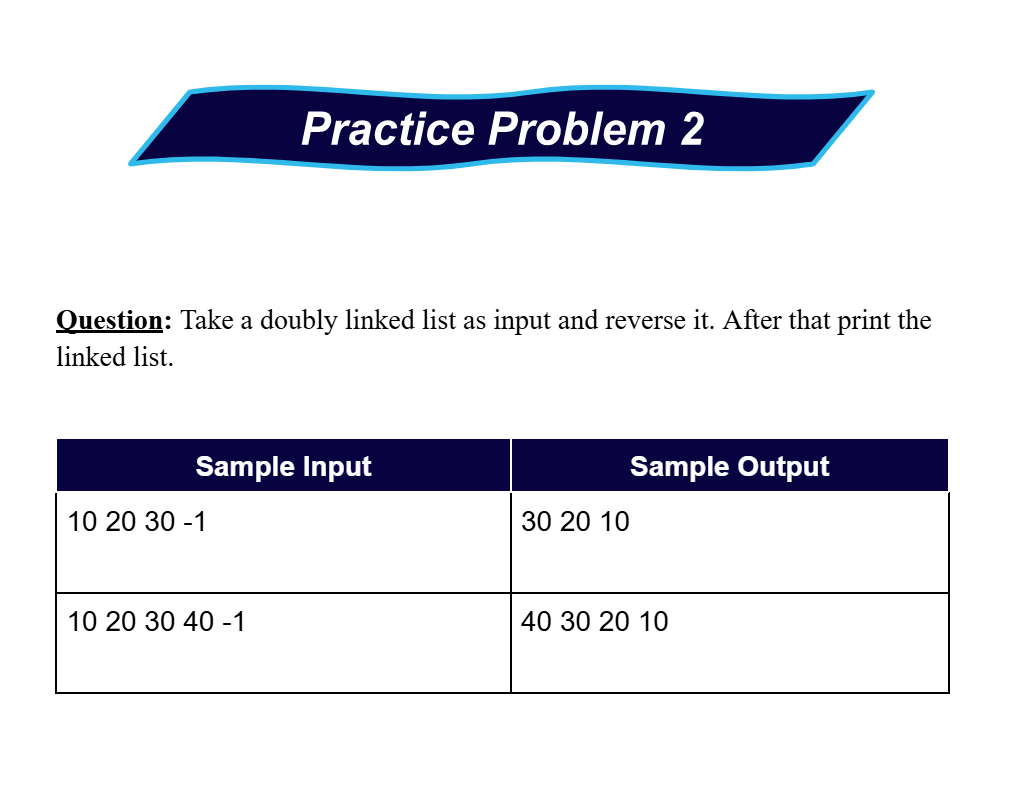 Practice Problem 2
Question: Take a doubly linked list as input and reverse it. After that print the
linked list.
Sample Input Sample Output
10 20 30 -1 30 20 10
10 20 30 40 -1 40 30 20 10